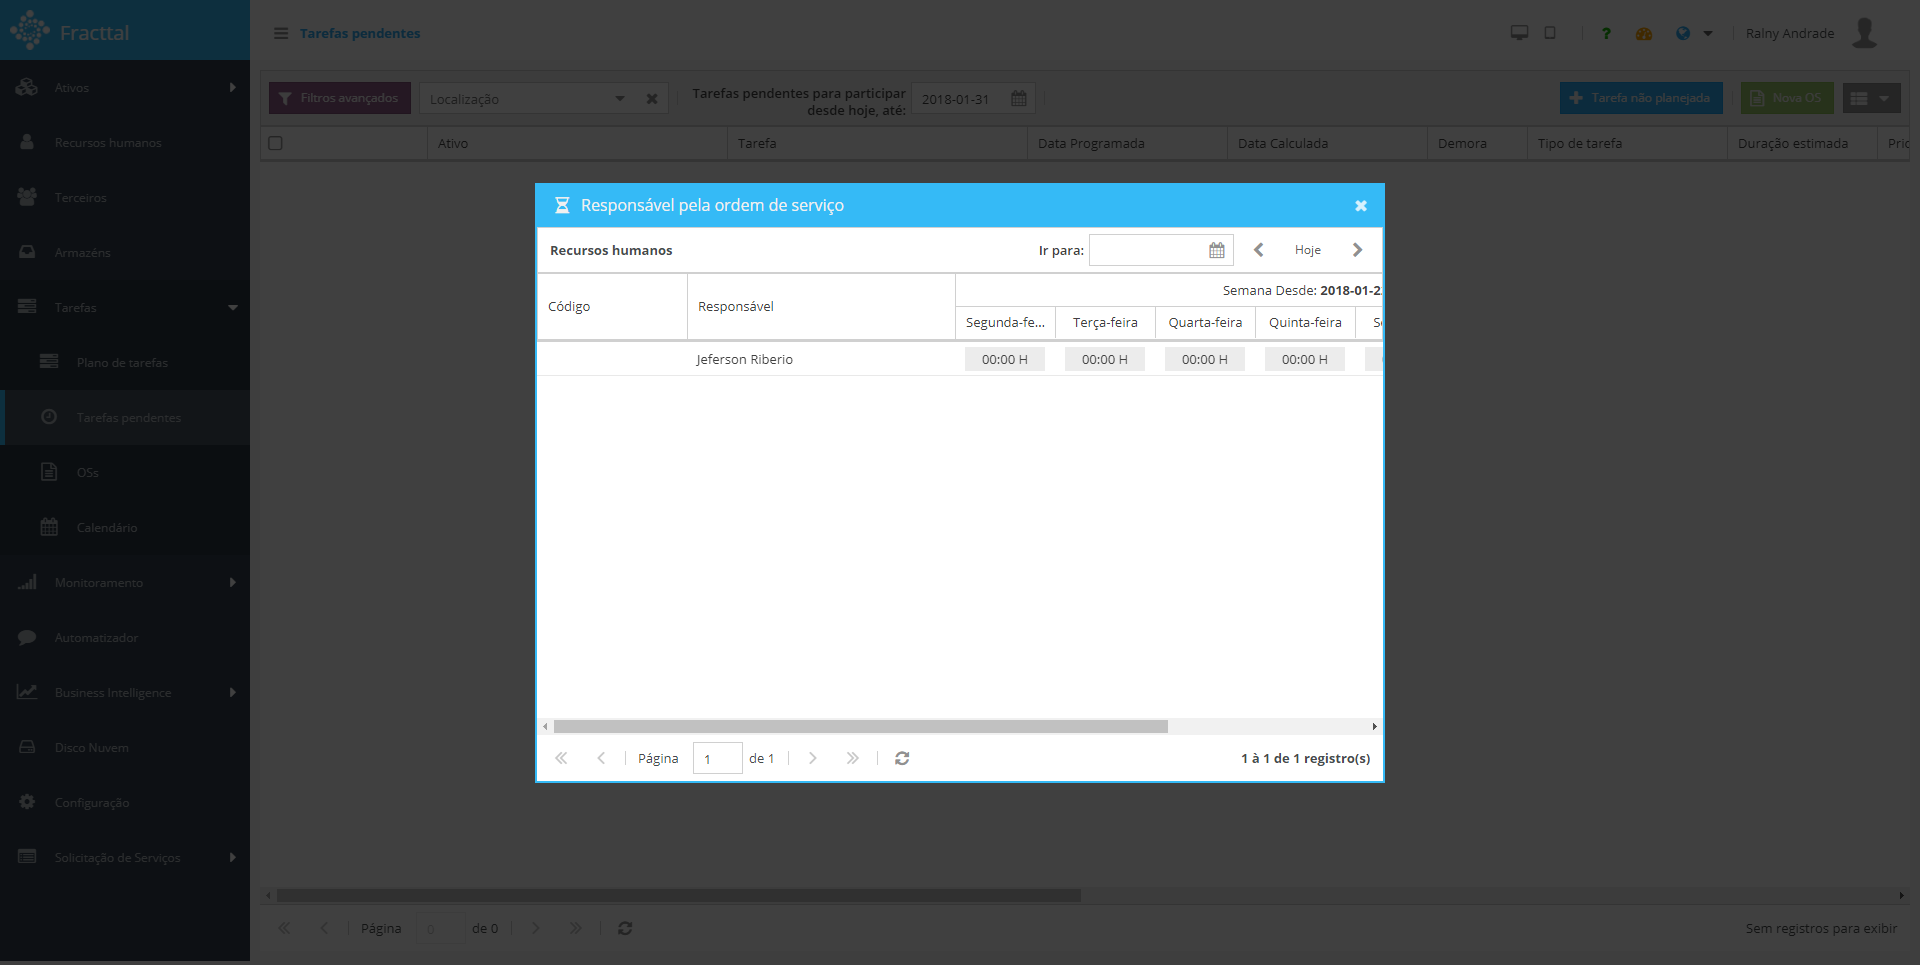 Fracttal
Tarefas pendentes
?
Rainy Andrade
Ativos
Recursos humanos
Terceiros
Armazéns
Tarefas
Plano de tarefas
Tarefas pendentes
OSs
Calendário
Monitoramento
Automatizador
Business Intelligence
Disco Nuvem
Configuração
Solicitação de Serviços
Filtros avançados
Localização
Tarefas pendentes para participar
desde hoje, até:
2018-01-31
Tarefa não planejada
Nova OS
Ativo
Tarefa
Data Programada
Data Calculada
Demora
Tipo de tarefa
Duração estimada
Responsável pela ordem de serviço
Recursos humanos
Ir para:
Hoje
Código
Responsável
Semana Desde:
Segunda-fe...
Terça-feira
Quarta-feira
Quinta-feira
Jeferson Riberio
00:00 H
00:00 H
00:00 H
00:00 H
Página
1
de 1
1 à 1 de 1 registro(s)
Página
0
de 0
Sem registros para exibir